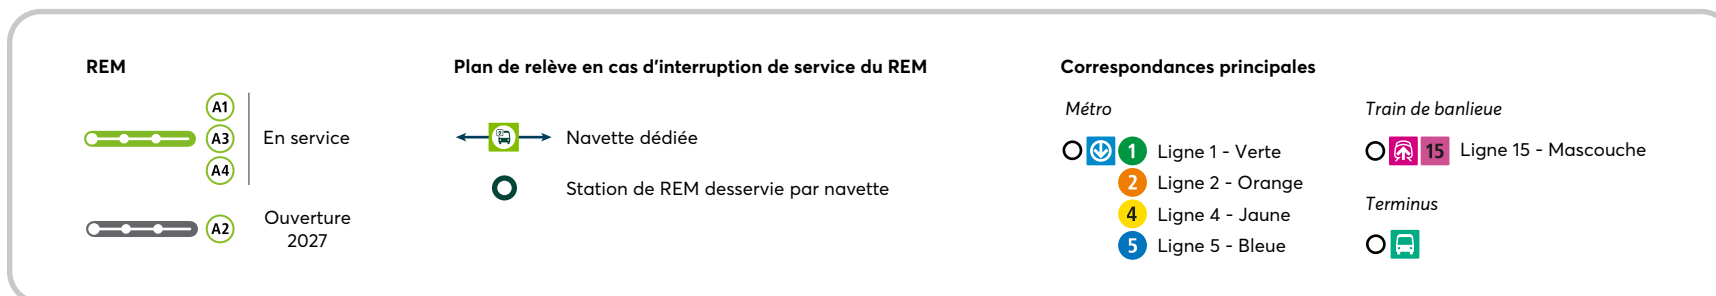 REM
A1
A3
A4
En service
A2
Ouverture
2027
Plan de relève en cas d'interruption de service du REM
Navette dédiée
Station de REM desservie par navette
Correspondances principales
Métro
1 Ligne 1 - Verte
2 Ligne 2 - Orange
4 Ligne 4 - Jaune
5 Ligne 5 - Bleue
Train de banlieue
15 Ligne 15 - Mascouche
Terminus